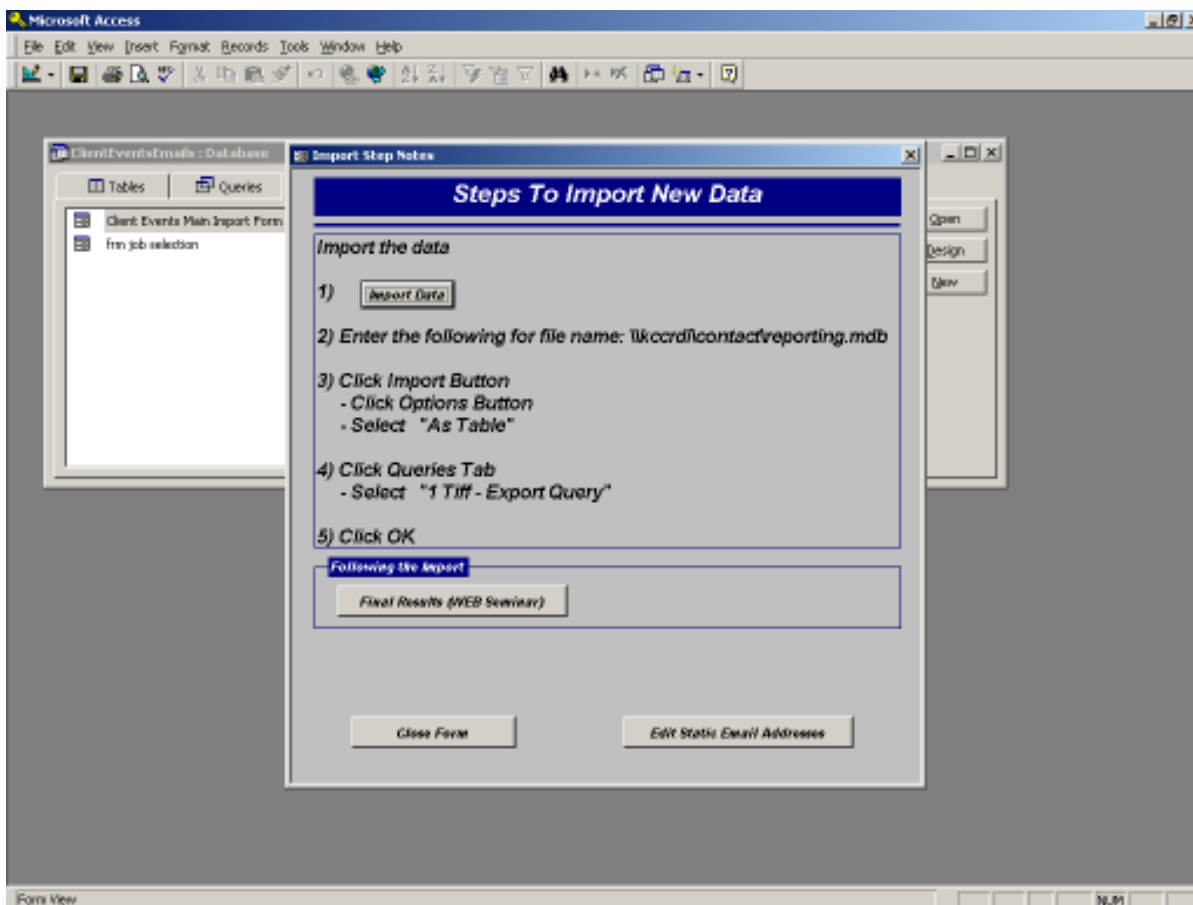 Microsoft Access
File Edit View Insert Format Records Tools Window Help
ClientEventsEmails : Database
Tables Queries
Client Events Main Import Form
frm job selection
Open
Design
New
Import Step Notes
Steps To Import New Data
Import the data
1) Import Data
2) Enter the following for file name: \\kccrdi\contact\reporting.mdb
3) Click Import Button
- Click Options Button
- Select "As Table"
4) Click Queries Tab
- Select "1 Tiff - Export Query"
5) Click OK
Following the Import
Final Results (WEB Seminar)
Close Form Edit Static Email Addresses
Form View NUM